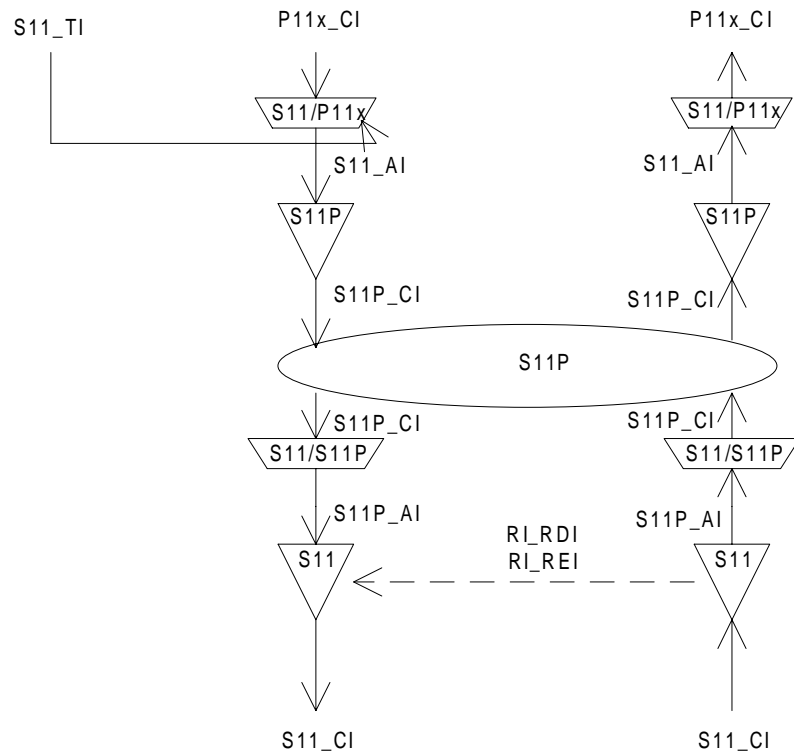 S11_TI
P11x_CI
P11x_CI
S11/P11x
S11/P11x
S11_AI
S11_AI
S11P
S11P
S11P_CI
S11P_CI
S11P
S11P_CI
S11P_CI
S11/S11P
S11/S11P
S11P_AI
S11P_AI
RI_RDI
RI_REI
S11
S11
S11_CI
S11_CI